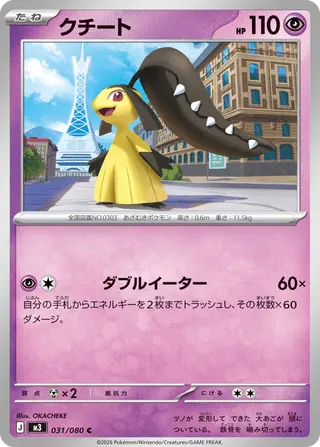 たね
クチート
HP 110
全国図鑑NO.0303 あざむきポケモン 高さ:0.6m 重さ:11.5kg
ダブルイーター 60×
自分の手札からエネルギーを2枚までトラッシュし、その枚数×60
ダメージ。
弱点 ×2 抵抗力 にげる
Illus. OKACHEKE
ツノが 変形して できた 大あごが 頭に
ついている。 鉄骨を 噛み切ってしまう。
J M3 031/080 C
©2026 Pokémon/Nintendo/Creatures/GAME FREAK.